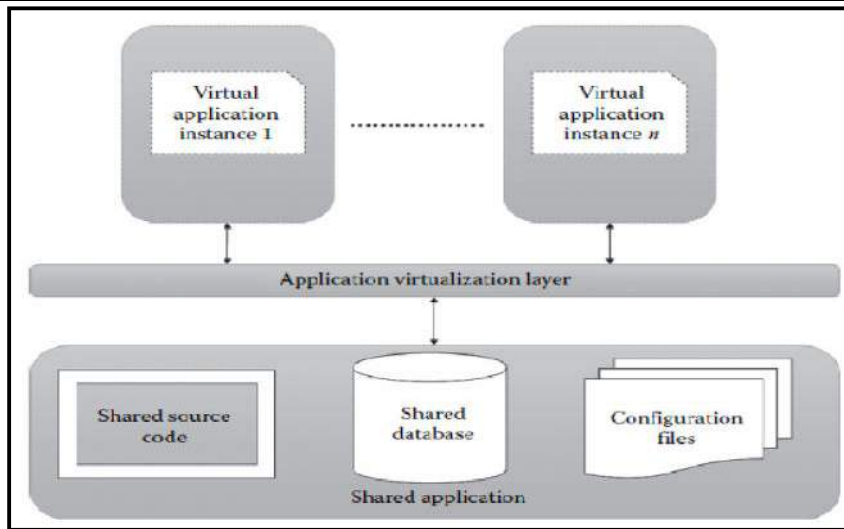 Virtual
application
instance 1
Virtual
application
instance n
Application virtualization layer
Shared source
code
Shared
database
Configuration
files
Shared application